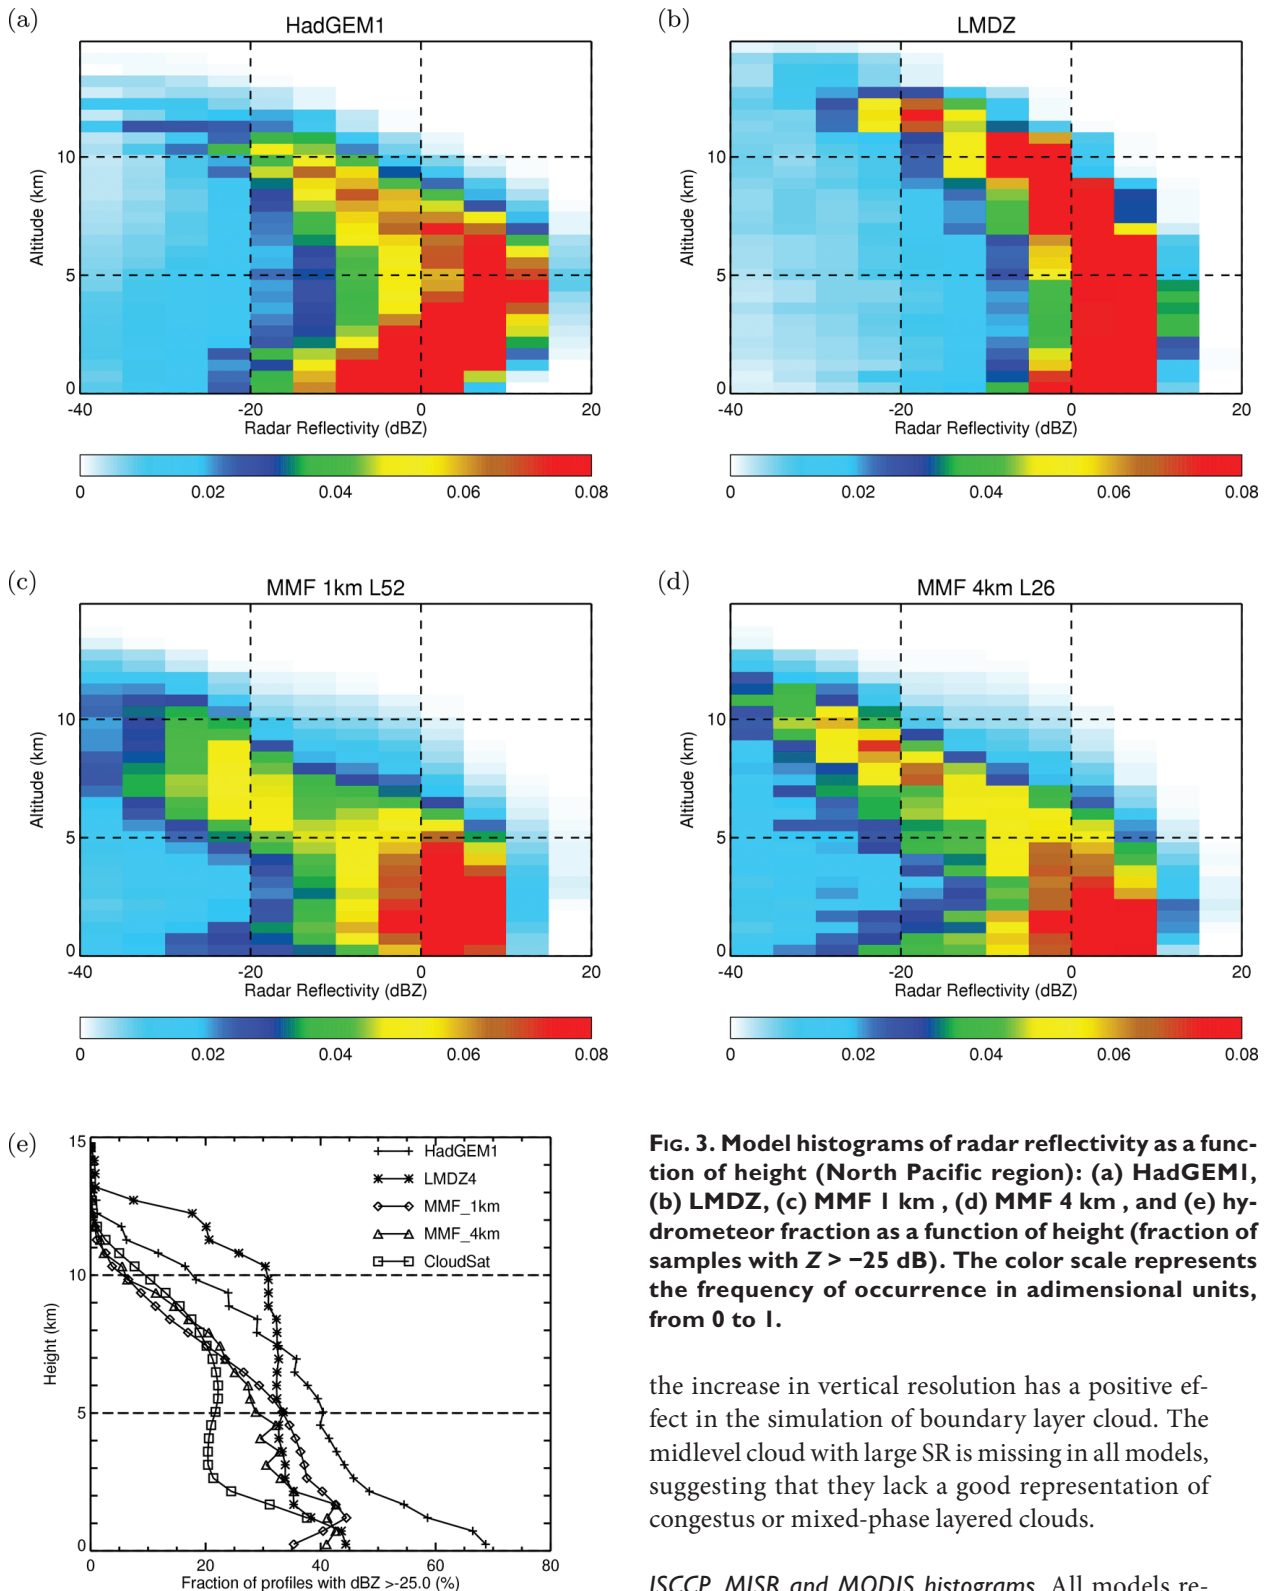 (a)
HadGEM1
Altitude (km)
10
5
0
-40
-20
0
20
Radar Reflectivity (dBZ)
0
0.02
0.04
0.06
0.08
(b)
LMDZ
Altitude (km)
10
5
0
-40
-20
0
20
Radar Reflectivity (dBZ)
0
0.02
0.04
0.06
0.08
(c)
MMF 1km L52
Altitude (km)
10
5
0
-40
-20
0
20
Radar Reflectivity (dBZ)
0
0.02
0.04
0.06
0.08
(d)
MMF 4km L26
Altitude (km)
10
5
0
-40
-20
0
20
Radar Reflectivity (dBZ)
0
0.02
0.04
0.06
0.08
(e)
Height (km)
15
10
5
0
HadGEM1
LMDZ4
MMF_1km
MMF_4km
CloudSat
0
20
40
60
80
Fraction of profiles with dBZ >-25.0 (%)
Fig. 3. Model histograms of radar reflectivity as a func-
tion of height (North Pacific region): (a) HadGEM1,
(b) LMDZ, (c) MMF 1 km , (d) MMF 4 km , and (e) hy-
drometeor fraction as a function of height (fraction of
samples with Z > −25 dB). The color scale represents
the frequency of occurrence in adimensional units,
from 0 to 1.
the increase in vertical resolution has a positive ef-
fect in the simulation of boundary layer cloud. The
midlevel cloud with large SR is missing in all models,
suggesting that they lack a good representation of
congestus or mixed-phase layered clouds.
ISCCP, MISR and MODIS histograms. All models re-